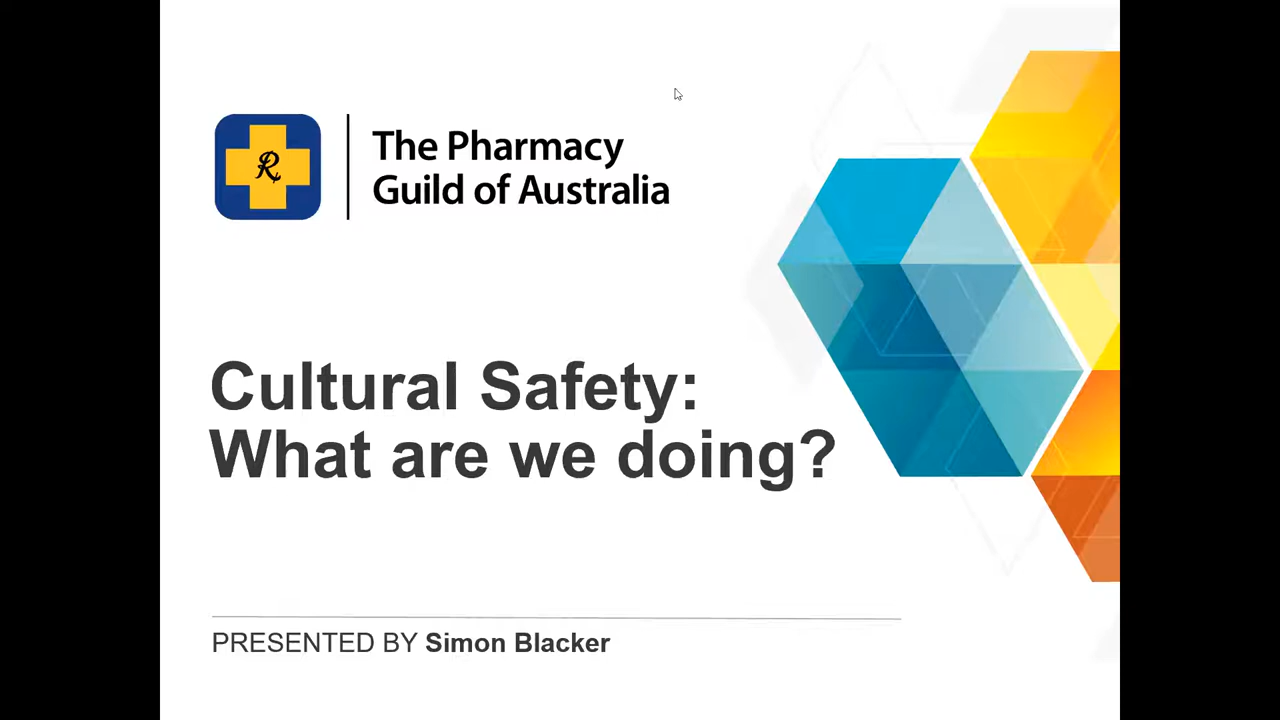 The Pharmacy
Guild of Australia
Cultural Safety:
What are we doing?
PRESENTED BY Simon Blacker